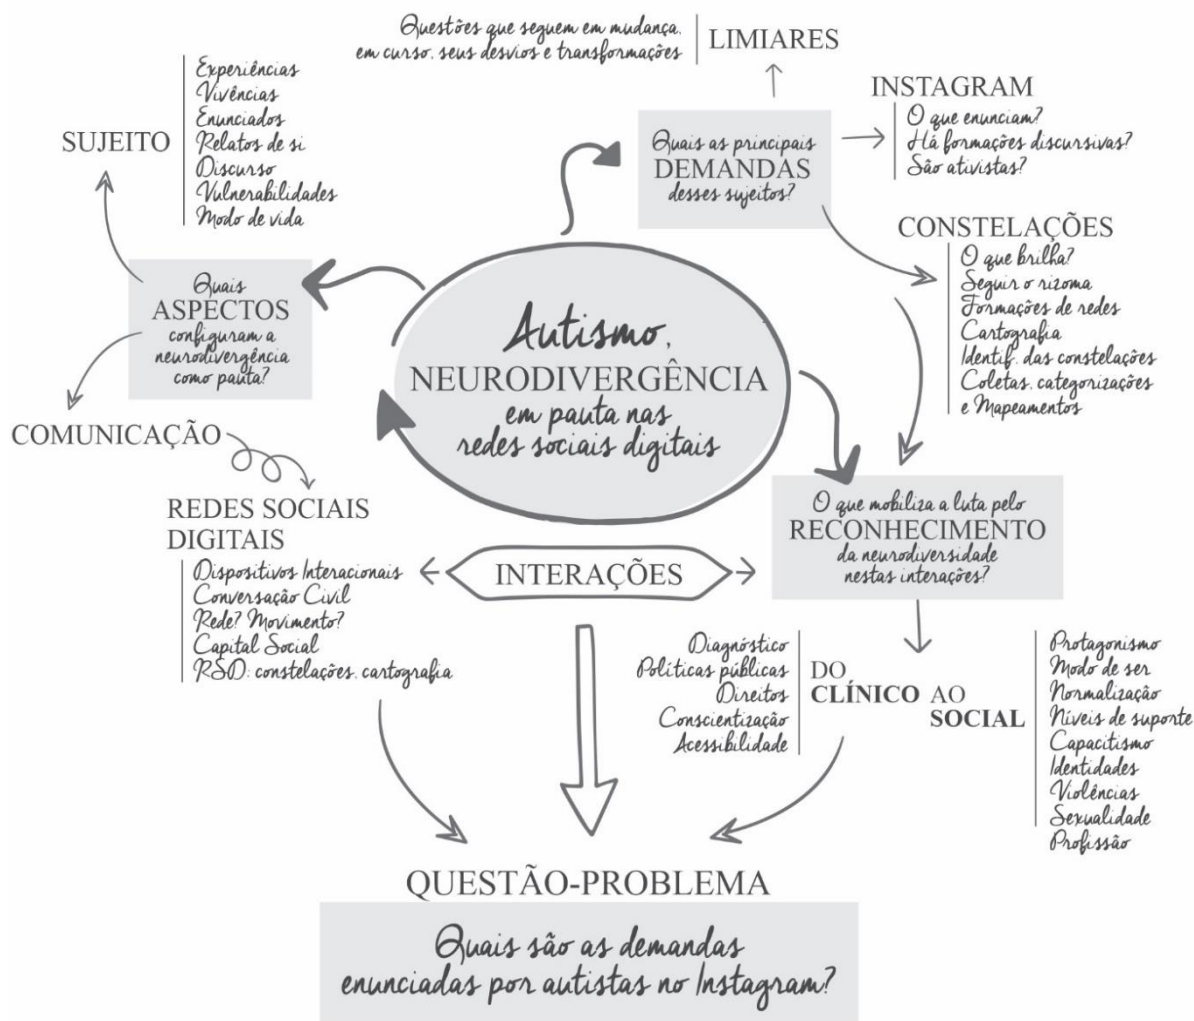 Questões que seguem em mudança,
em curso, seus desvios e transformações
LIMIARES
Experiências
Vivências
Enunciados
Relatos de si
Discurso
Vulnerabilidades
Modo de vida
SUJEITO
Quais as principais
DEMANDAS
desses sujeitos?
INSTAGRAM
O que enunciam?
Há formações discursivas?
São ativistas?
CONSTELAÇÕES
O que brilha?
Seguir o rizoma
Formações de redes
Cartografia
Identif. das constelações
Coletas, categorizações
e Mapeamentos
Quais
ASPECTOS
configuram a
neurodivergência
como pauta?
Autismo,
NEURODIVERGÊNCIA
em pauta nas
redes sociais digitais
COMUNICAÇÃO
REDES SOCIAIS
DIGITAIS
Dispositivos Interacionais
Conversação Civil
Rede? Movimento?
Capital Social
RSD: constelações, cartografia
INTERAÇÕES
O que mobiliza a luta pelo
RECONHECIMENTO
da neurodiversidade
nestas interações?
Diagnóstico
Políticas públicas
Direitos
Conscientização
Acessibilidade
DO
CLÍNICO AO
SOCIAL
Protagonismo
Modo de ser
Normalização
Níveis de suporte
Capacitismo
Identidades
Violências
Sexualidade
Profissão
QUESTÃO-PROBLEMA
Quais são as demandas
enunciadas por autistas no Instagram?